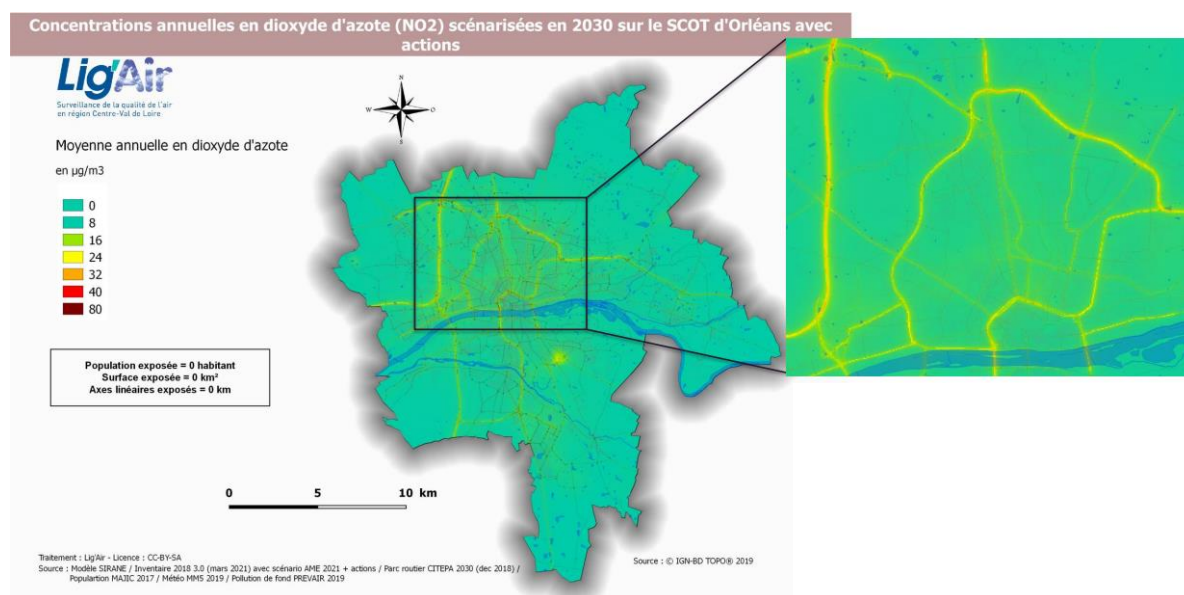 Concentrations annuelles en dioxyde d'azote (NO2) scénarisées en 2030 sur le SCOT d'Orléans avec
actions
Lig'Air
Surveillance de la qualité de l'air
en région Centre-Val de Loire
N
W
O
S
Moyenne annuelle en dioxyde d'azote
en µg/m3
0
8
16
24
32
40
80
Population exposée = 0 habitant
Surface exposée = 0 km²
Axes linéaires exposés = 0 km
0 5 10 km
Traitement : Lig'Air - Licence : CC-BY-SA
Source : Modèle SIRANE / Inventaire 2018 3.0 (mars 2021) avec scénario AME 2021 + actions / Parc routier CITEPA 2030 (dec 2018) /
Populartion MAJIC 2017 / Météo MM5 2019 / Pollution de fond PREVAIR 2019
Source : © IGN-BD TOPO® 2019